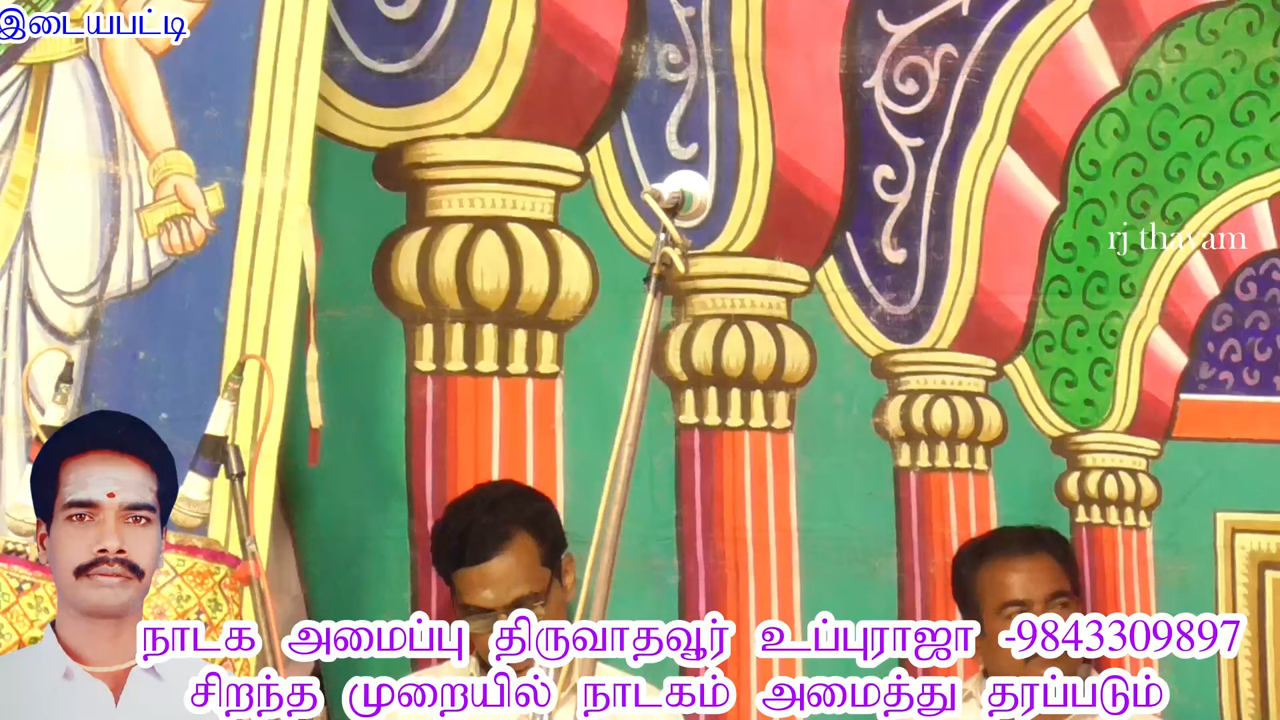 இடையபட்டி
rj thavam
நாடக அமைப்பு திருவாதவூர் உப்புராஜா -9843309897
சிறந்த முறையில் நாடகம் அமைத்து தரப்படும்